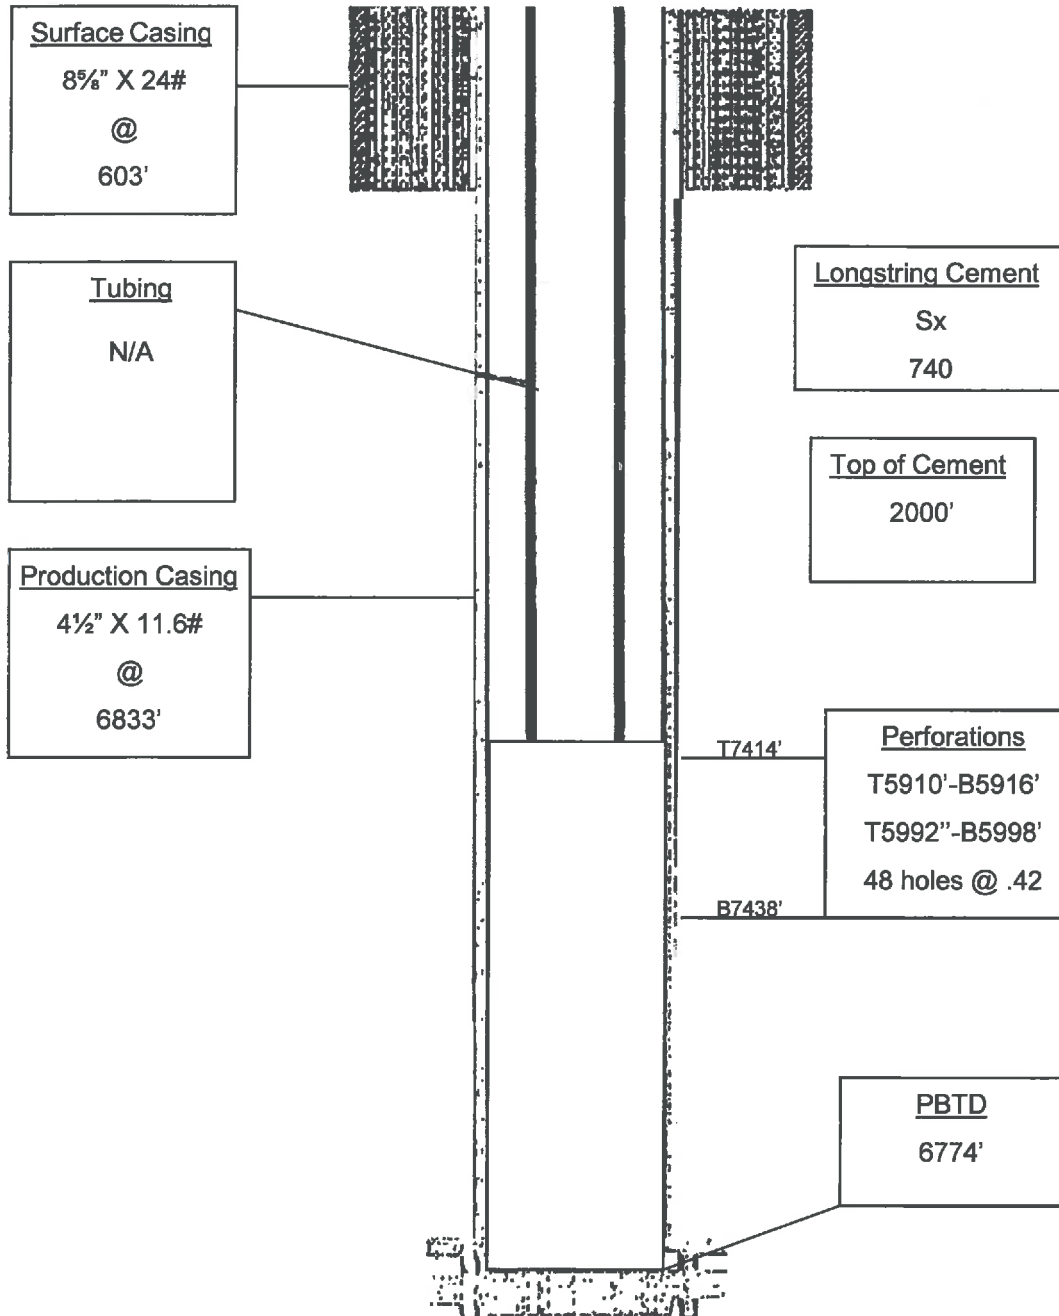 Surface Casing
8⅝" X 24#
@
603'
Tubing
N/A
Production Casing
4½" X 11.6#
@
6833'
Longstring Cement
Sx
740
Top of Cement
2000'
T7414'
B7438'
Perforations
T5910'-B5916'
T5992''-B5998'
48 holes @ .42
PBTD
6774'